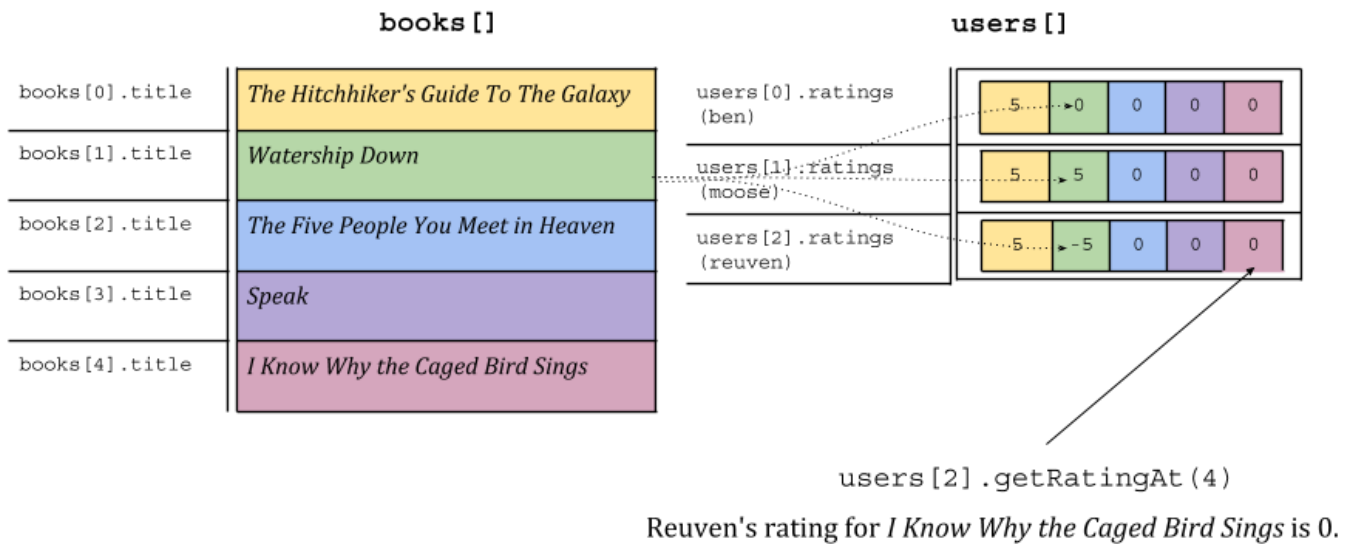 books[]
users[]
books[0].title
The Hitchhiker's Guide To The Galaxy
books[1].title
Watership Down
books[2].title
The Five People You Meet in Heaven
books[3].title
Speak
books[4].title
I Know Why the Caged Bird Sings
users[0].ratings
(ben)
5 0 0 0 0
users[1].ratings
(moose)
5 5 0 0 0
users[2].ratings
(reuven)
5 -5 0 0 0
users[2].getRatingAt(4)
Reuven's rating for I Know Why the Caged Bird Sings is 0.